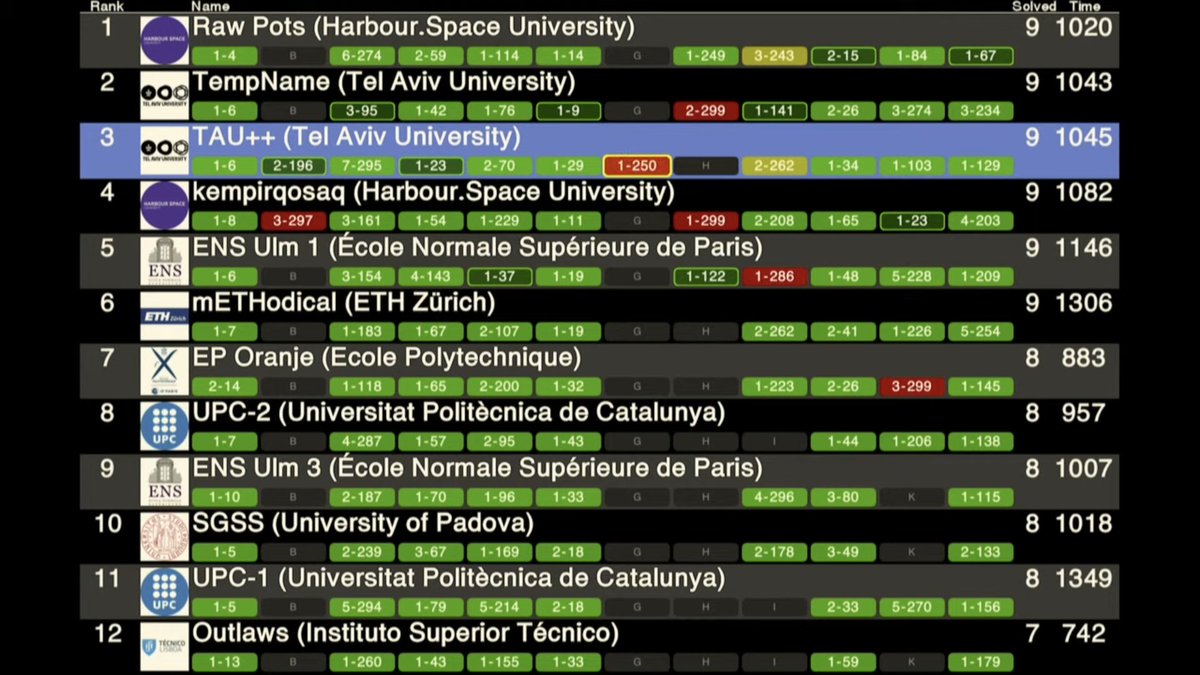 Rank Name Solved Time
1 HARBOUR.SPACE UNIVERSITY Raw Pots (Harbour.Space University) 9 1020
1-4 B 6-274 2-59 1-114 1-14 G 1-249 3-243 2-15 1-84 1-67
2 TEL AVIV UNIVERSITY TempName (Tel Aviv University) 9 1043
1-6 B 3-95 1-42 1-76 1-9 G 2-299 1-141 2-26 3-274 3-234
3 TEL AVIV UNIVERSITY TAU++ (Tel Aviv University) 9 1045
1-6 2-196 7-295 1-23 2-70 1-29 1-250 H 2-262 1-34 1-103 1-129
4 HARBOUR.SPACE UNIVERSITY kempirqosaq (Harbour.Space University) 9 1082
1-8 3-297 3-161 1-54 1-229 1-11 G 1-299 2-208 1-65 1-23 4-203
5 ENS ENS Ulm 1 (École Normale Supérieure de Paris) 9 1146
1-6 B 3-154 4-143 1-37 1-19 G 1-122 1-286 1-48 5-228 1-209
6 ETH Zürich mETHodical (ETH Zürich) 9 1306
1-7 B 1-183 1-67 2-107 1-19 G H 2-262 2-41 1-226 5-254
7 EP Oranje (Ecole Polytechnique) 8 883
2-14 B 1-118 1-65 2-200 1-32 G H 1-223 2-26 3-299 1-145
8 UPC UPC-2 (Universitat Politècnica de Catalunya) 8 957
1-7 B 4-287 1-57 2-95 1-43 G H I 1-44 1-206 1-138
9 ENS ENS Ulm 3 (École Normale Supérieure de Paris) 8 1007
1-10 B 2-187 1-70 1-96 1-33 G H 4-296 3-80 K 1-115
10 SGSS (University of Padova) 8 1018
1-5 B 2-239 3-67 1-169 2-18 G H 2-178 3-49 K 2-133
11 UPC UPC-1 (Universitat Politècnica de Catalunya) 8 1349
1-5 B 5-294 1-79 5-214 2-18 G H I 2-33 5-270 1-156
12 TÉCNICO LISBOA Outlaws (Instituto Superior Técnico) 7 742
1-13 B 1-260 1-43 1-155 1-33 G H I 1-59 K 1-179